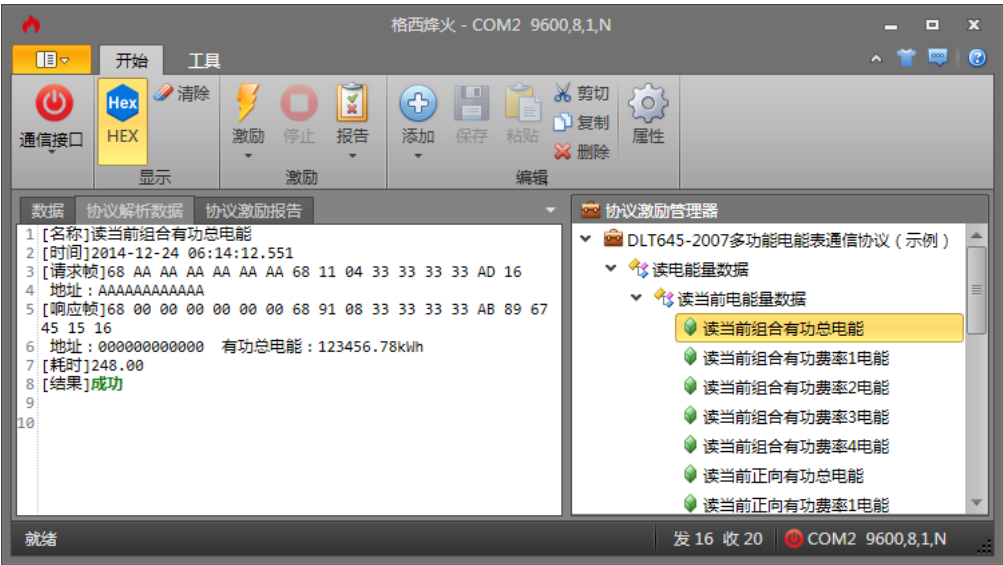 格西烽火 - COM2 9600,8,1,N
开始 工具
通信接口
Hex
HEX
清除
显示
激励 停止 报告
激励
添加 保存 粘贴
剪切
复制
删除
编辑
属性
数据 协议解析数据 协议激励报告
1 [名称]读当前组合有功总电能
2 [时间]2014-12-24 06:14:12.551
3 [请求帧]68 AA AA AA AA AA AA 68 11 04 33 33 33 33 AD 16
4 地址：AAAAAAAAAAAA
5 [响应帧]68 00 00 00 00 00 00 68 91 08 33 33 33 33 AB 89 67
45 15 16
6 地址：000000000000 有功总电能：123456.78kWh
7 [耗时]248.00
8 [结果]成功
9
10
协议激励管理器
DLT645-2007多功能电能表通信协议（示例）
读电能量数据
读当前电能量数据
读当前组合有功总电能
读当前组合有功费率1电能
读当前组合有功费率2电能
读当前组合有功费率3电能
读当前组合有功费率4电能
读当前正向有功总电能
读当前正向有功费率1电能
就绪
发 16 收 20
COM2 9600,8,1,N